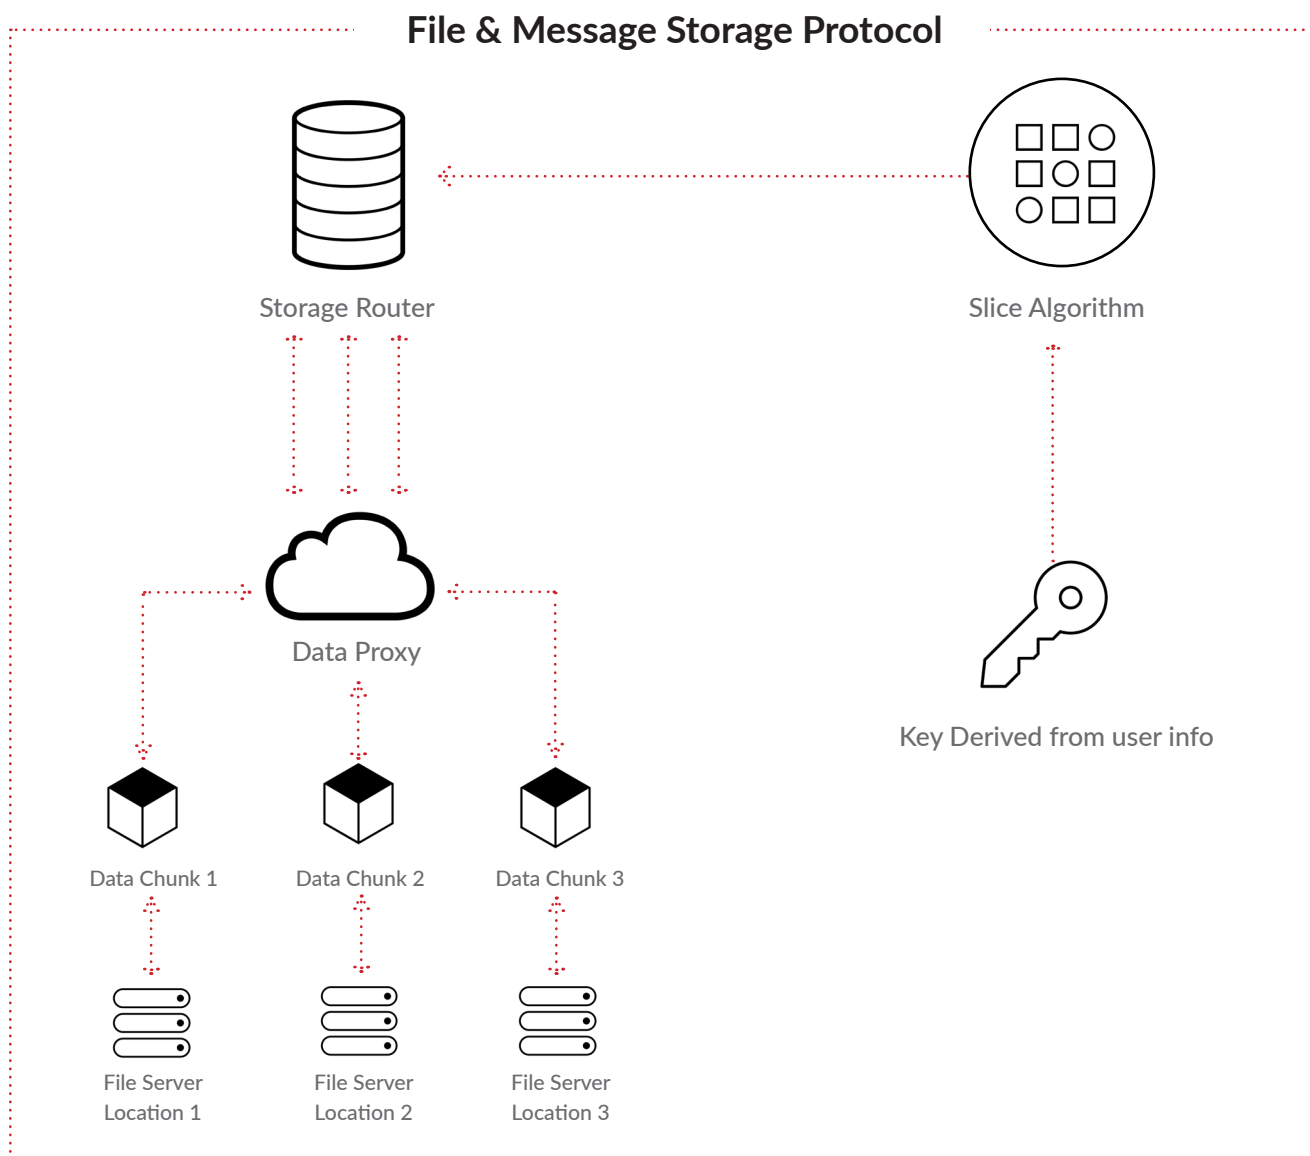 File & Message Storage Protocol
Storage Router
Slice Algorithm
Data Proxy
Key Derived from user info
Data Chunk 1
Data Chunk 2
Data Chunk 3
File Server
Location 1
File Server
Location 2
File Server
Location 3